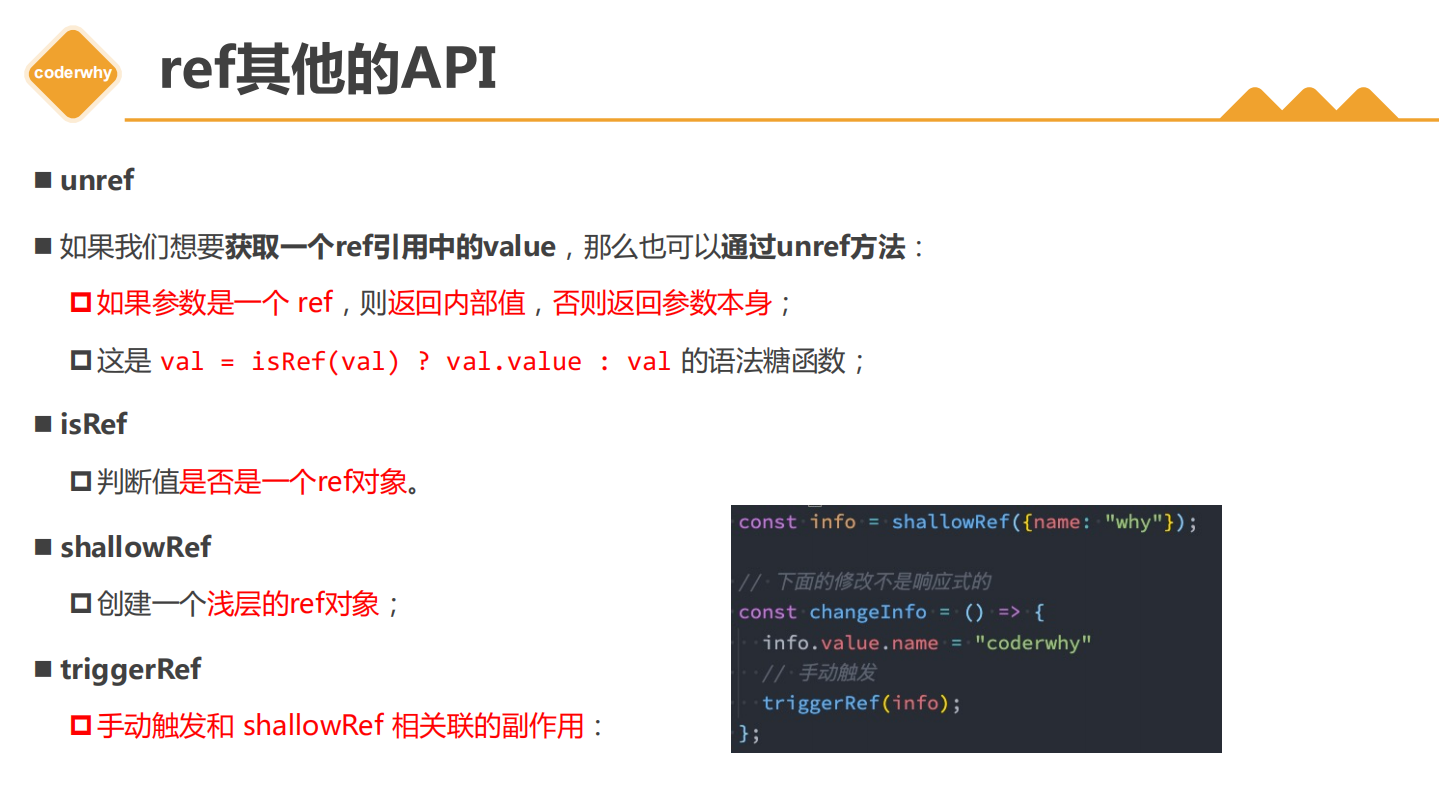 coderwhy
ref其他的API
unref
如果我们想要获取一个ref引用中的value，那么也可以通过unref方法：
如果参数是一个 ref，则返回内部值，否则返回参数本身；
这是 val = isRef(val) ? val.value : val 的语法糖函数；
isRef
判断值是否是一个ref对象。
shallowRef
创建一个浅层的ref对象；
triggerRef
手动触发和 shallowRef 相关联的副作用：
const info = shallowRef({name: "why"});
// 下面的修改不是响应式的
const changeInfo = () => {
info.value.name = "coderwhy"
// 手动触发
triggerRef(info);
};